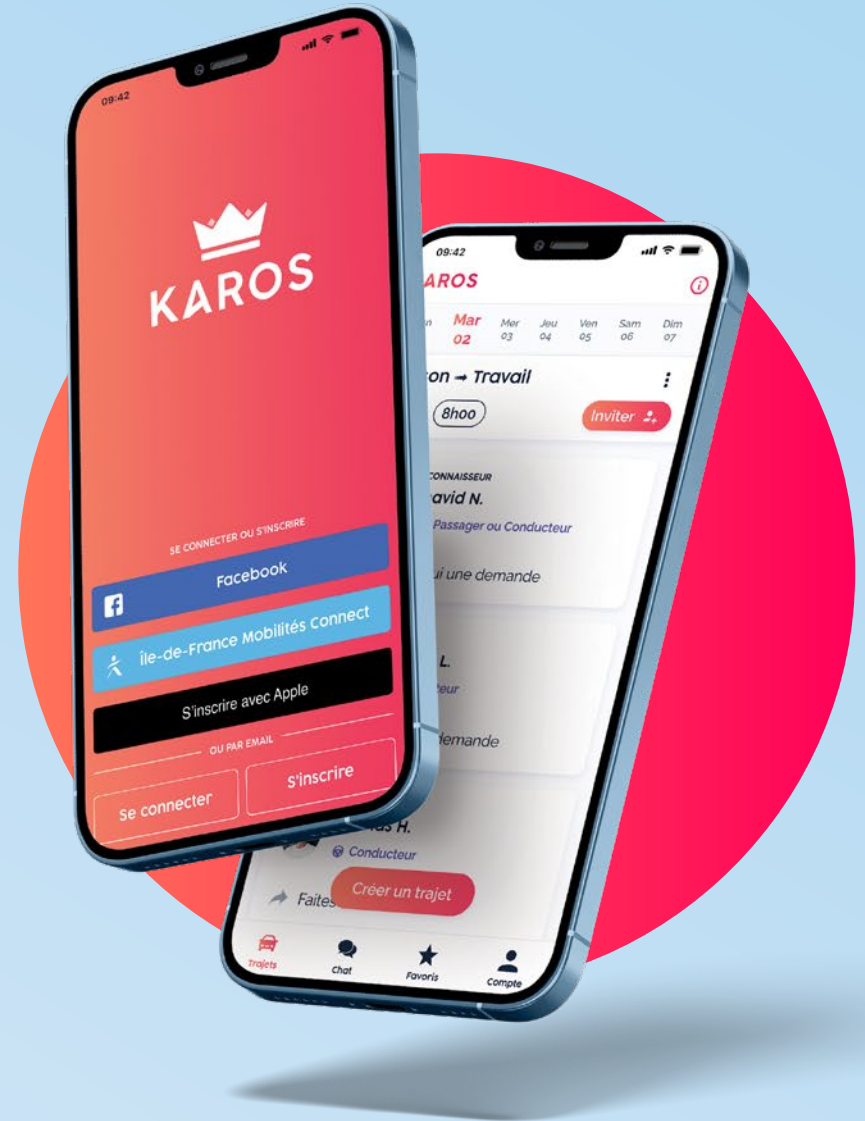 09:42
KAROS
SE CONNECTER OU S'INSCRIRE
Facebook
île-de-France Mobilités connect
S'inscrire avec Apple
OU PAR EMAIL
Se connecter
S'inscrire
09:42
AROS
Mar Mer Jeu Ven Sam Dim
02 03 04 05 06 07
on → Travail
8h00
Inviter
CONNAISSEUR
avid N.
Passager ou Conducteur
ui une demande
L.
teur
demande
H.
Conducteur
Faites
Créer un trajet
Trajets
Chat
Favoris
Compte